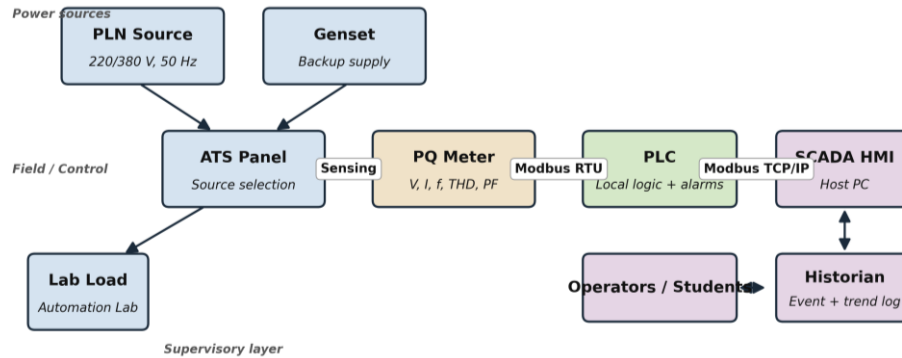 Power sources
PLN Source
220/380 V, 50 Hz
Genset
Backup supply
Field / Control
ATS Panel
Source selection
Sensing
PQ Meter
V, I, f, THD, PF
Modbus RTU
PLC
Local logic + alarms
Modbus TCP/IP
SCADA HMI
Host PC
Lab Load
Automation Lab
Operators / Students
Historian
Event + trend log
Supervisory layer